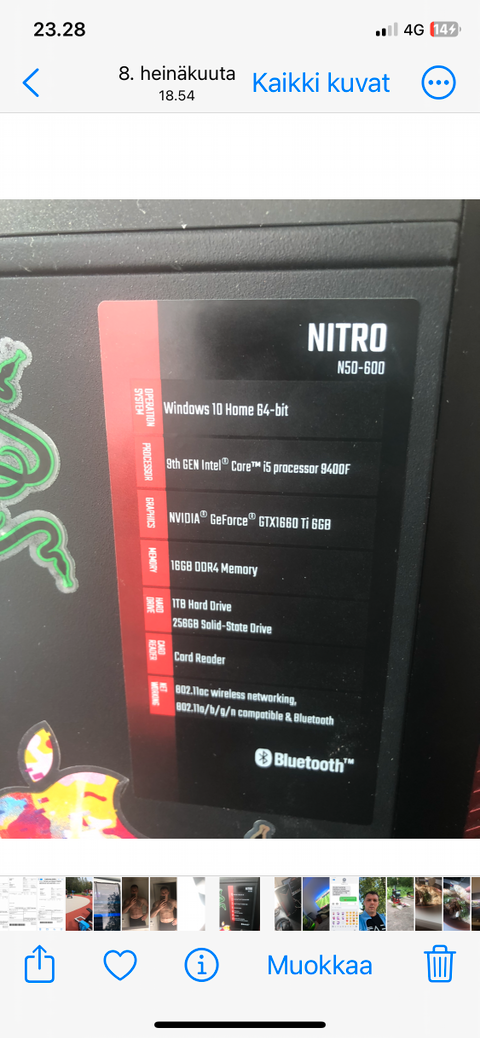 23.28
4G
14
8. heinäkuuta
18.54
Kaikki kuvat
NITRO
N50-600
OPERATION SYSTEM
Windows 10 Home 64-bit
PROCESSOR
9th GEN Intel® Core™ i5 processor 9400F
GRAPHICS
NVIDIA® GeForce® GTX1660 Ti 6GB
MEMORY
16GB DDR4 Memory
HARD DRIVE
1TB Hard Drive
256GB Solid-State Drive
CARD READER
Card Reader
NET WORKING
802.11ac wireless networking,
802.11a/b/g/n compatible & Bluetooth
Bluetooth™
Muokkaa